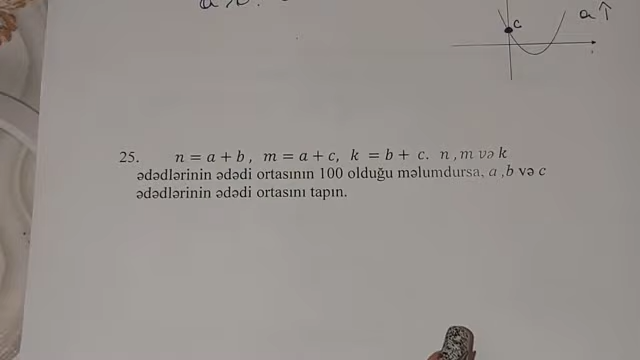 c
a↑
25. n = a + b , m = a + c, k = b + c. n ,m və k
ədədlərinin ədədi ortasının 100 olduğu məlumdursa, a ,b və c
ədədlərinin ədədi ortasını tapın.